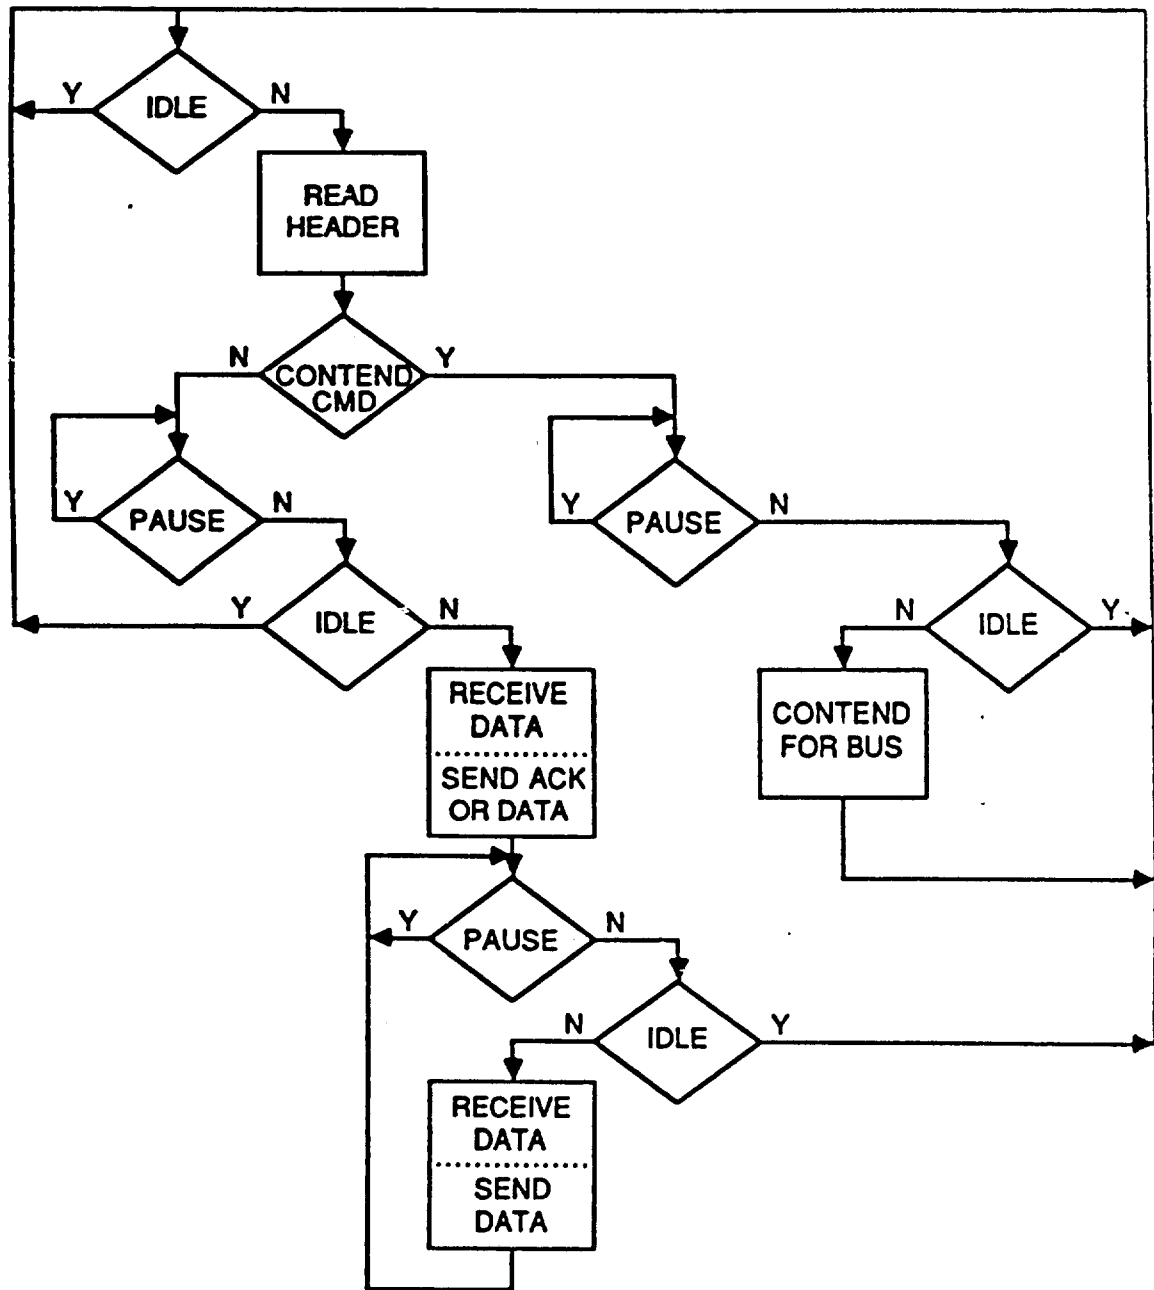 Y
IDLE
N
READ
HEADER
N
CONTEND
CMD
Y
Y
PAUSE
N
Y
PAUSE
N
Y
IDLE
N
N
IDLE
Y
RECEIVE
DATA
SEND ACK
OR DATA
CONTEND
FOR BUS
Y
PAUSE
N
N
IDLE
Y
RECEIVE
DATA
SEND
DATA